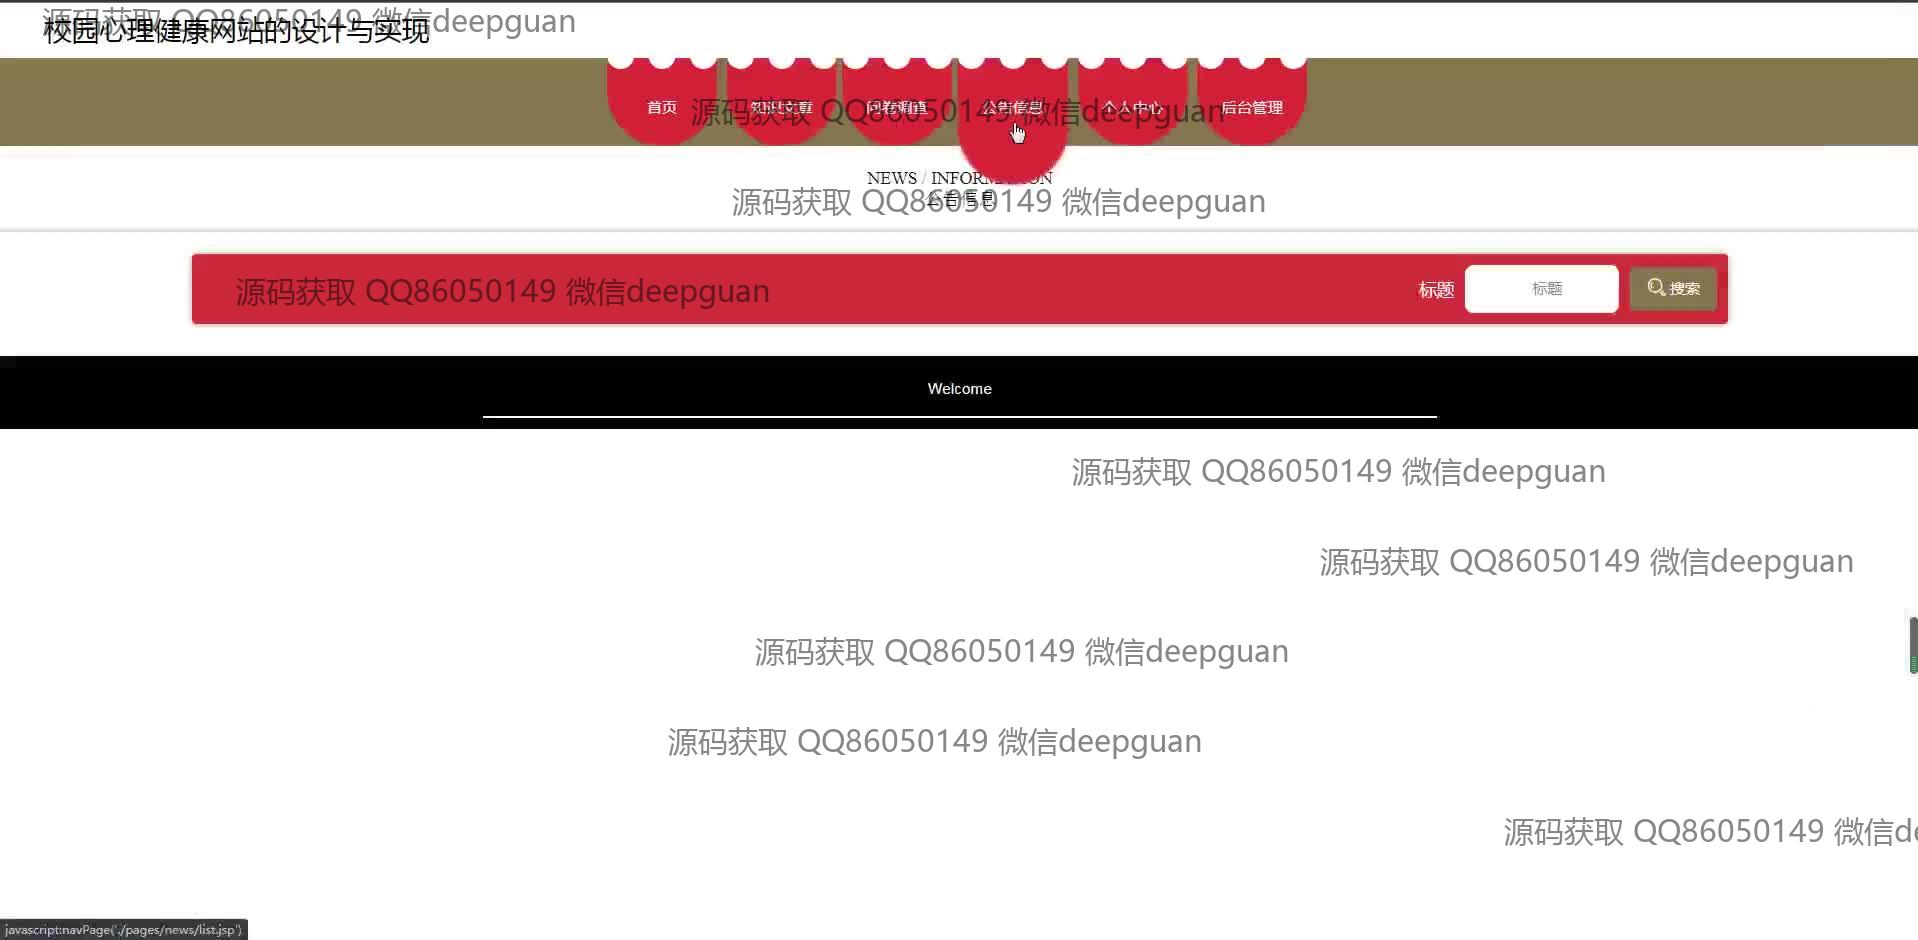 源码获取 QQ86050149 微信deepguan
校园心理健康网站的设计与实现
首页 知识文章 问卷调查 公告信息 个人中心 后台管理
源码获取 QQ86050149 微信deepguan
NEWS / INFORMATION
公告信息
源码获取 QQ86050149 微信deepguan
源码获取 QQ86050149 微信deepguan
标题 标题 搜索
Welcome
源码获取 QQ86050149 微信deepguan
源码获取 QQ86050149 微信deepguan
源码获取 QQ86050149 微信deepguan
源码获取 QQ86050149 微信deepguan
源码获取 QQ86050149 微信de
javascript:navPage('./pages/news/list.jsp')